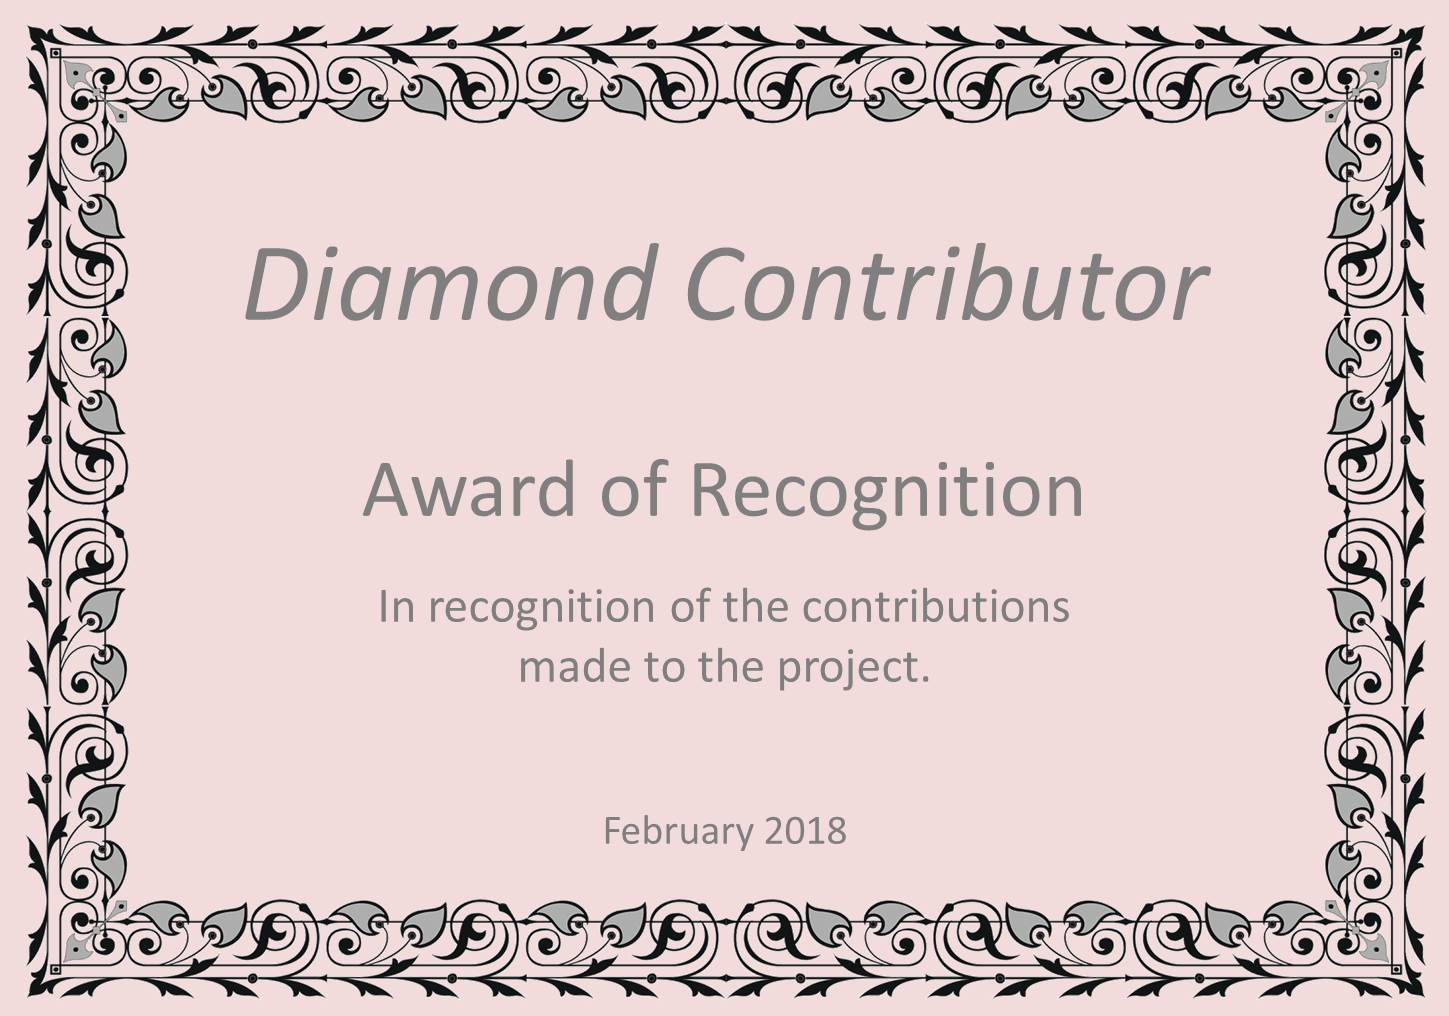 Diamond Contributor
Award of Recognition
In recognition of the contributions
made to the project.
February 2018